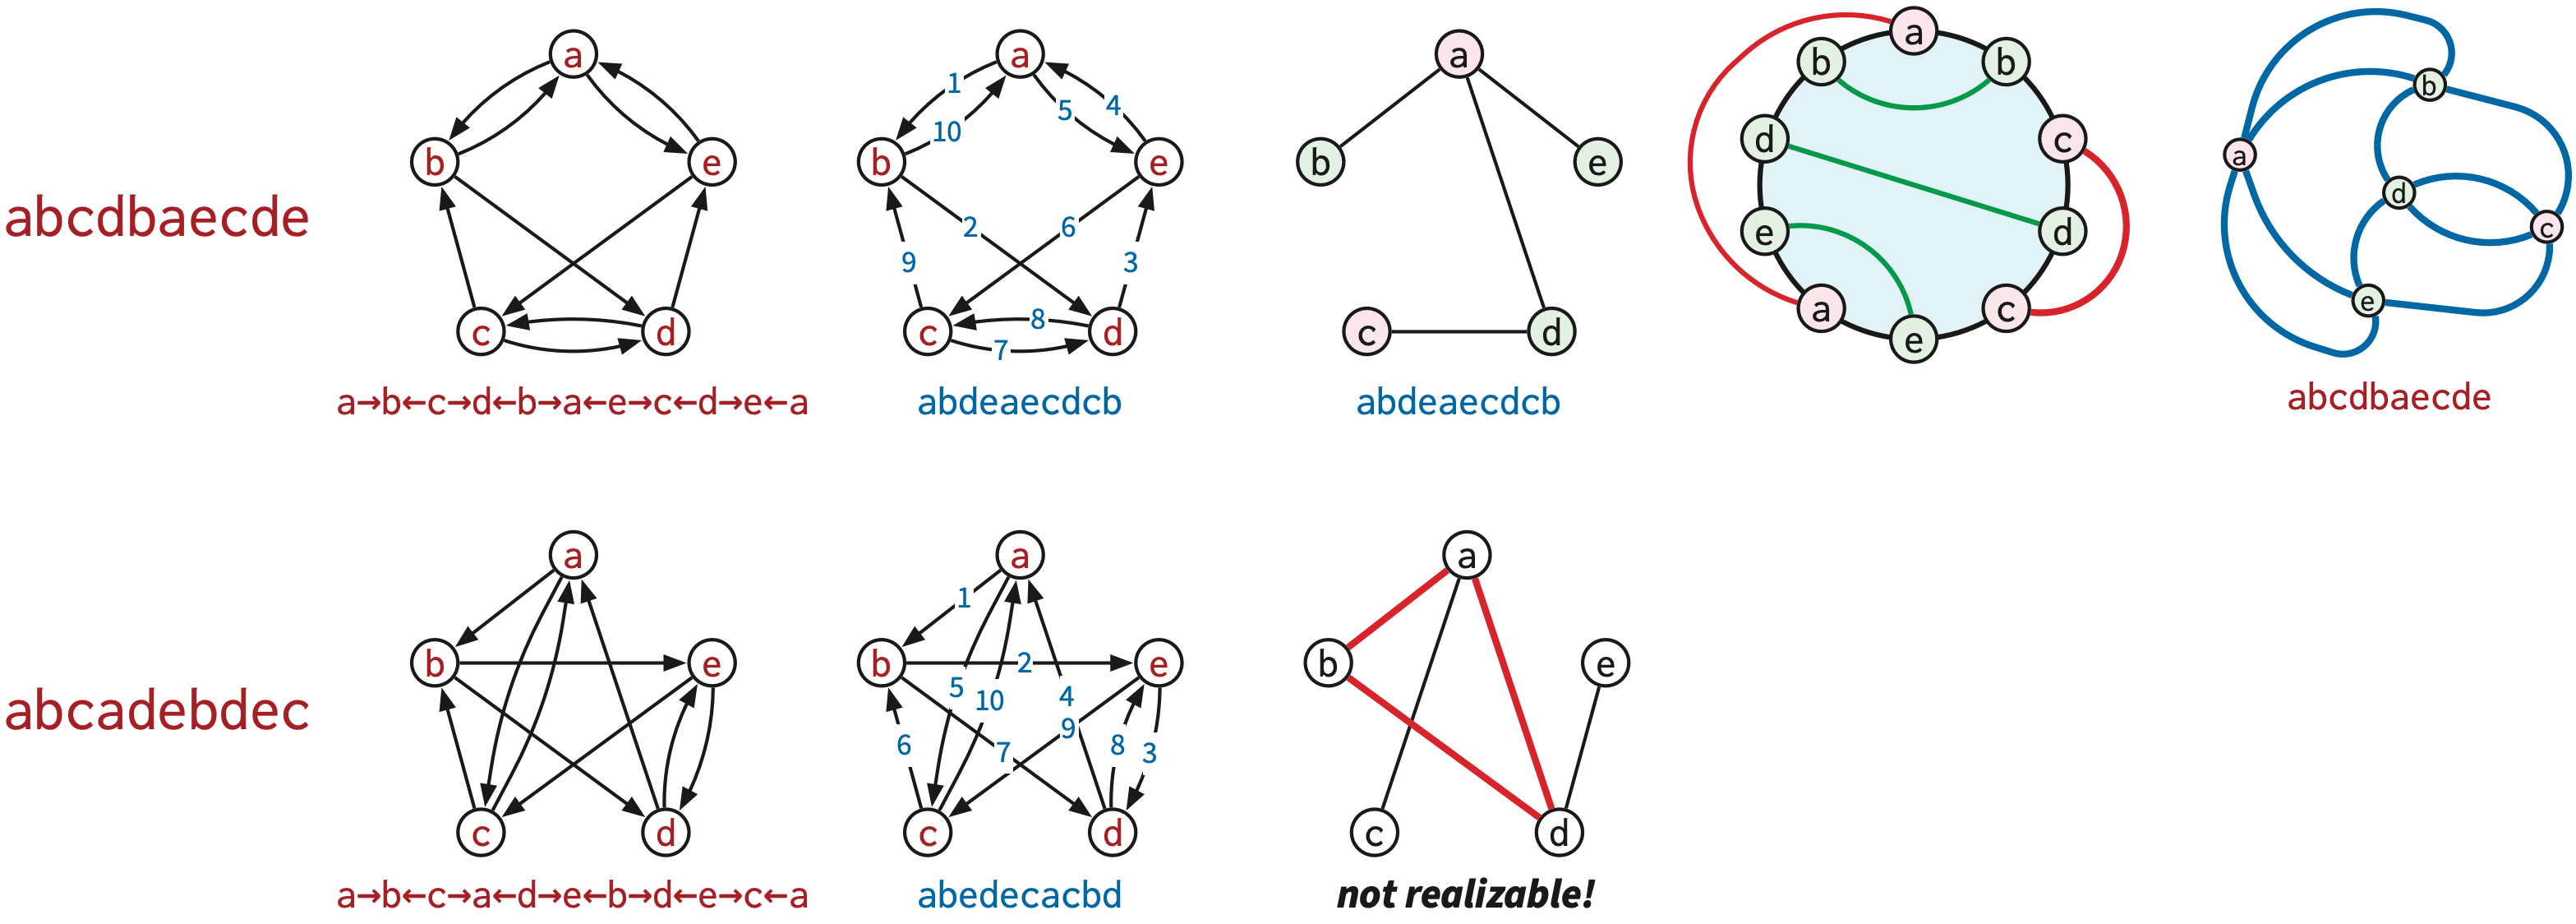 abcdbaecde
a
b
e
c
d
a→b←c→d←b→a←e→c←d→e←a
a
1
5
4
10
b
e
2
6
9
3
8
c
d
7
abdeaecdcb
a
b
e
c
d
abdeaecdcb
a
b
b
d
c
e
d
a
c
e
b
a
d
c
e
abcdbaecde
abcadebdec
a
b
e
c
d
a→b←c→a←d→e←b→d←e→c←a
a
1
b
2
e
5
10
4
9
6
7
8
3
c
d
abedecacbd
a
b
e
c
d
not realizable!